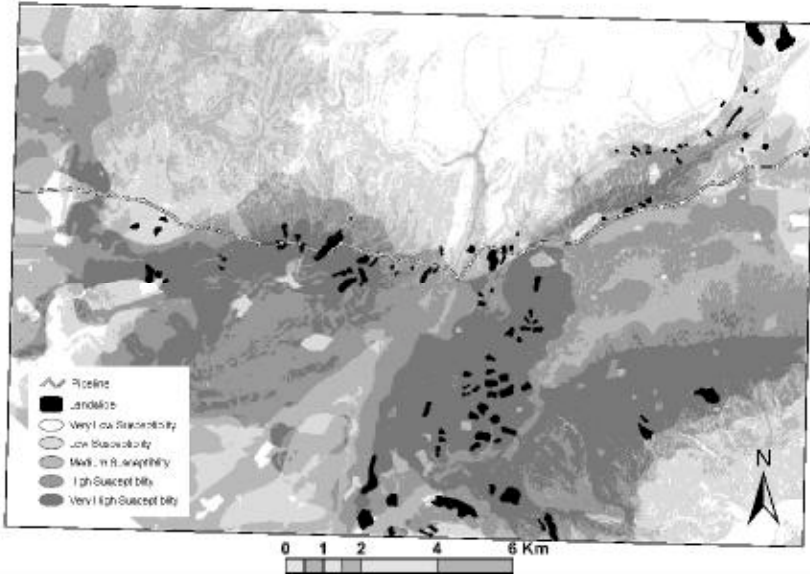 Pipeline
Landslide
Very Low Susceptibility
Low Susceptibility
Medium Susceptibility
High Susceptibility
Very High Susceptibility
N
0 1 2 4 6 Km